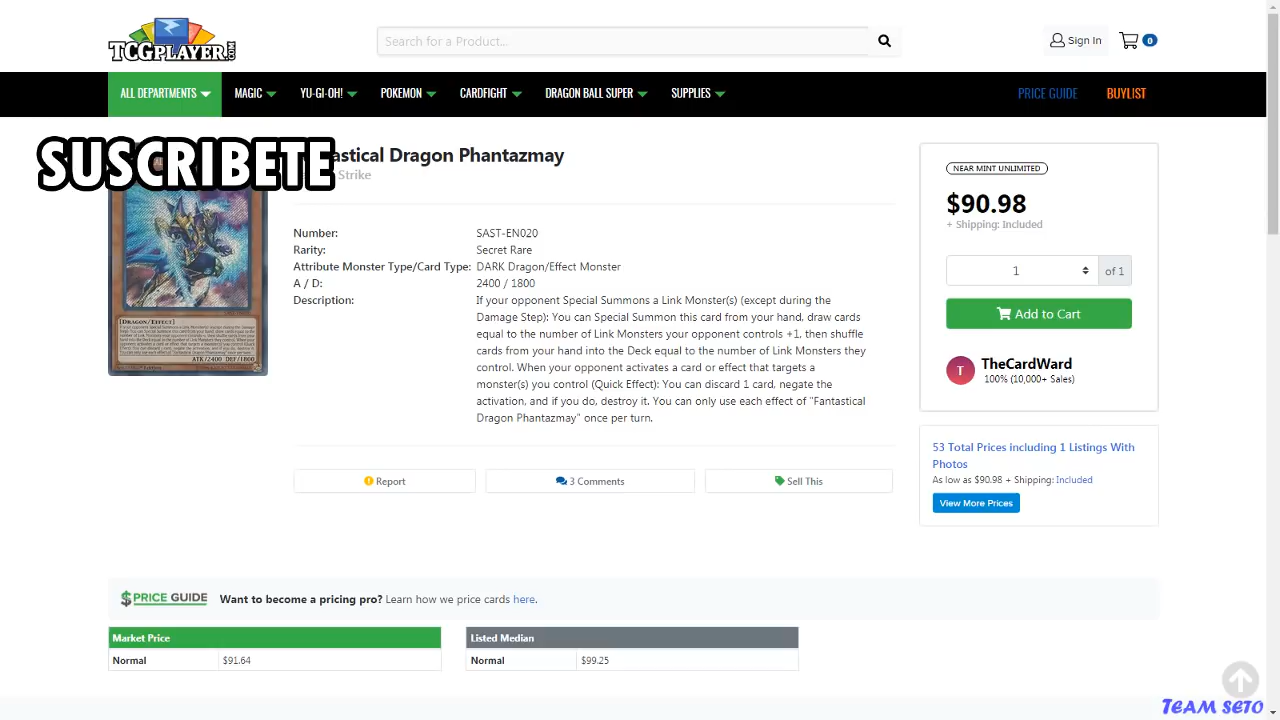 TCGPLAYER.COM
Search for a Product...
Sign In
0
ALL DEPARTMENTS
MAGIC
YU-GI-OH!
POKEMON
CARDFIGHT
DRAGON BALL SUPER
SUPPLIES
PRICE GUIDE
BUYLIST
SUSCRIBETE
tastical Dragon Phantazmay
Strike
Number: SAST-EN020
Rarity: Secret Rare
Attribute Monster Type/Card Type: DARK Dragon/Effect Monster
A / D: 2400 / 1800
Description: If your opponent Special Summons a Link Monster(s) (except during the
Damage Step): You can Special Summon this card from your hand, draw cards
equal to the number of Link Monsters your opponent controls +1, then shuffle
cards from your hand into the Deck equal to the number of Link Monsters they
control. When your opponent activates a card or effect that targets a
monster(s) you control (Quick Effect): You can discard 1 card, negate the
activation, and if you do, destroy it. You can only use each effect of "Fantastical
Dragon Phantazmay" once per turn.
[DRAGON/EFFECT]
ATK/2400 DEF/1800
Report
3 Comments
Sell This
NEAR MINT UNLIMITED
$90.98
+ Shipping: Included
1
of 1
Add to Cart
T
TheCardWard
100% (10,000+ Sales)
53 Total Prices including 1 Listings With
Photos
As low as $90.98 + Shipping: Included
View More Prices
PRICE GUIDE
Want to become a pricing pro? Learn how we price cards here.
Market Price
Normal $91.64
Listed Median
Normal $99.25
TEAM SETO